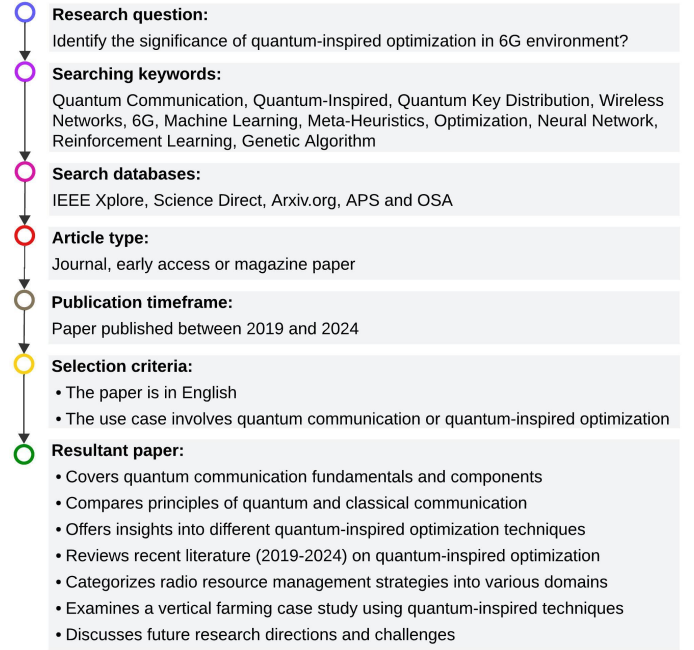 Research question:
Identify the significance of quantum-inspired optimization in 6G environment?
Searching keywords:
Quantum Communication, Quantum-Inspired, Quantum Key Distribution, Wireless
Networks, 6G, Machine Learning, Meta-Heuristics, Optimization, Neural Network,
Reinforcement Learning, Genetic Algorithm
Search databases:
IEEE Xplore, Science Direct, Arxiv.org, APS and OSA
Article type:
Journal, early access or magazine paper
Publication timeframe:
Paper published between 2019 and 2024
Selection criteria:
• The paper is in English
• The use case involves quantum communication or quantum-inspired optimization
Resultant paper:
• Covers quantum communication fundamentals and components
• Compares principles of quantum and classical communication
• Offers insights into different quantum-inspired optimization techniques
• Reviews recent literature (2019-2024) on quantum-inspired optimization
• Categorizes radio resource management strategies into various domains
• Examines a vertical farming case study using quantum-inspired techniques
• Discusses future research directions and challenges